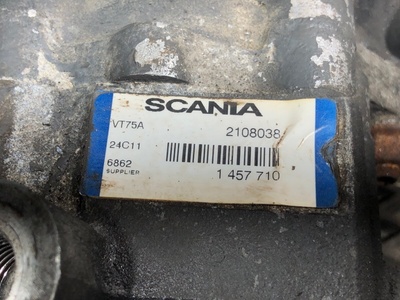 SCANIA
VT75A 2108038
24C11
6862
SUPPLIER 1 457 710